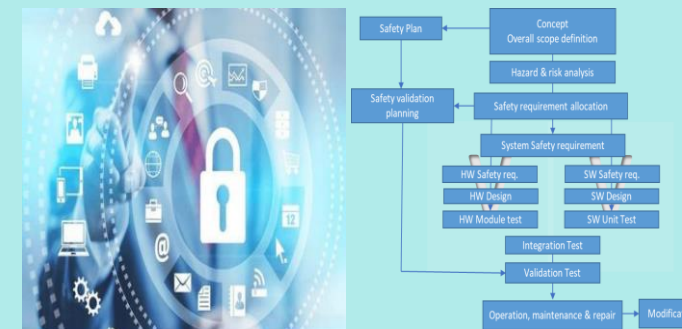 Safety Plan
Concept
Overall scope definition
Hazard & risk analysis
Safety validation
planning
Safety requirement allocation
System Safety requirement
HW Safety req.
SW Safety req.
HW Design
SW Design
HW Module test
SW Unit Test
Integration Test
Validation Test
Operation, maintenance & repair
Modifica
12
@